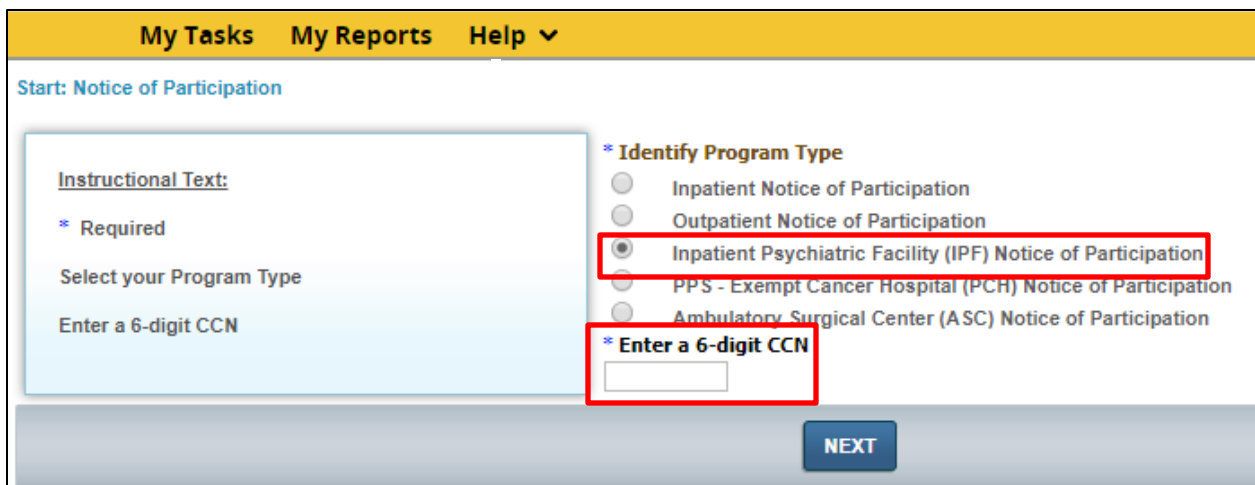 My Tasks My Reports Help
Start: Notice of Participation
Instructional Text:
* Required
Select your Program Type
Enter a 6-digit CCN
* Identify Program Type
Inpatient Notice of Participation
Outpatient Notice of Participation
Inpatient Psychiatric Facility (IPF) Notice of Participation
PPS - Exempt Cancer Hospital (PCH) Notice of Participation
Ambulatory Surgical Center (ASC) Notice of Participation
* Enter a 6-digit CCN
NEXT